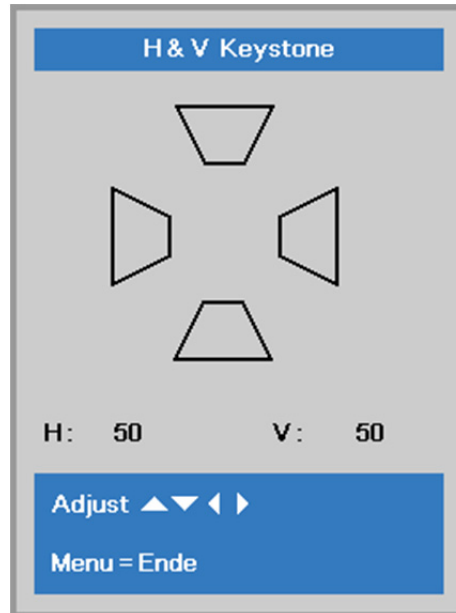 H & V Keystone
H: 50 V: 50
Adjust ▲▼◀▶
Menu = Ende